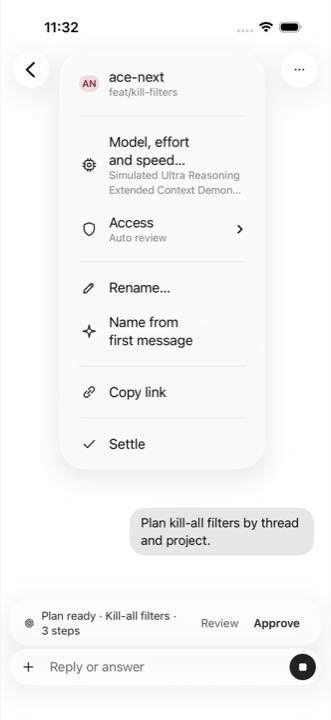 11:32
AN
ace-next
feat/kill-filters
Model, effort
and speed...
Simulated Ultra Reasoning
Extended Context Demon...
Access
Auto review
Rename...
Name from
first message
Copy link
Settle
Plan kill-all filters by thread
and project.
Plan ready · Kill-all filters ·
3 steps
Review
Approve
Reply or answer